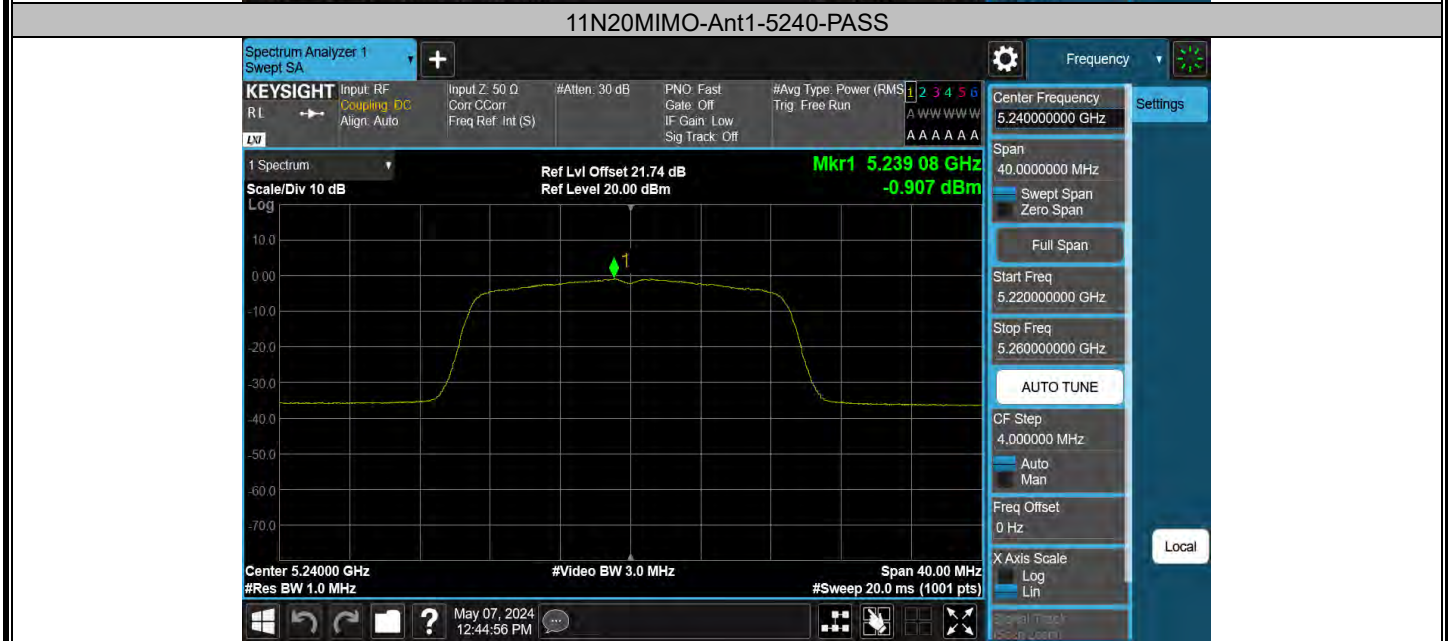 11N20MIMO-Ant1-5240-PASS
Spectrum Analyzer 1
Swept SA
Frequency
KEYSIGHT
RL
LXI
Input: RF
Coupling: DC
Align: Auto
Input Z: 50 Ω
Corr CCorr
Freq Ref: Int (S)
#Atten: 30 dB
PNO: Fast
Gate: Off
IF Gain: Low
Sig Track: Off
#Avg Type: Power (RMS
Trig: Free Run
1 2 3 4 5 6
A W W W W W
A A A A A A
Settings
1 Spectrum
Scale/Div 10 dB
Log
Ref Lvl Offset 21.74 dB
Ref Level 20.00 dBm
Mkr1 5.239 08 GHz
-0.907 dBm
10.0
0.00
-10.0
-20.0
-30.0
-40.0
-50.0
-60.0
-70.0
1
Center 5.24000 GHz
#Res BW 1.0 MHz
#Video BW 3.0 MHz
Span 40.00 MHz
#Sweep 20.0 ms (1001 pts)
Center Frequency
5.240000000 GHz
Span
40.0000000 MHz
Swept Span
Zero Span
Full Span
Start Freq
5.220000000 GHz
Stop Freq
5.260000000 GHz
AUTO TUNE
CF Step
4.000000 MHz
Auto
Man
Freq Offset
0 Hz
X Axis Scale
Log
Lin
Signal Track
(Span Zoom)
Local
?
May 07, 2024
12:44:56 PM